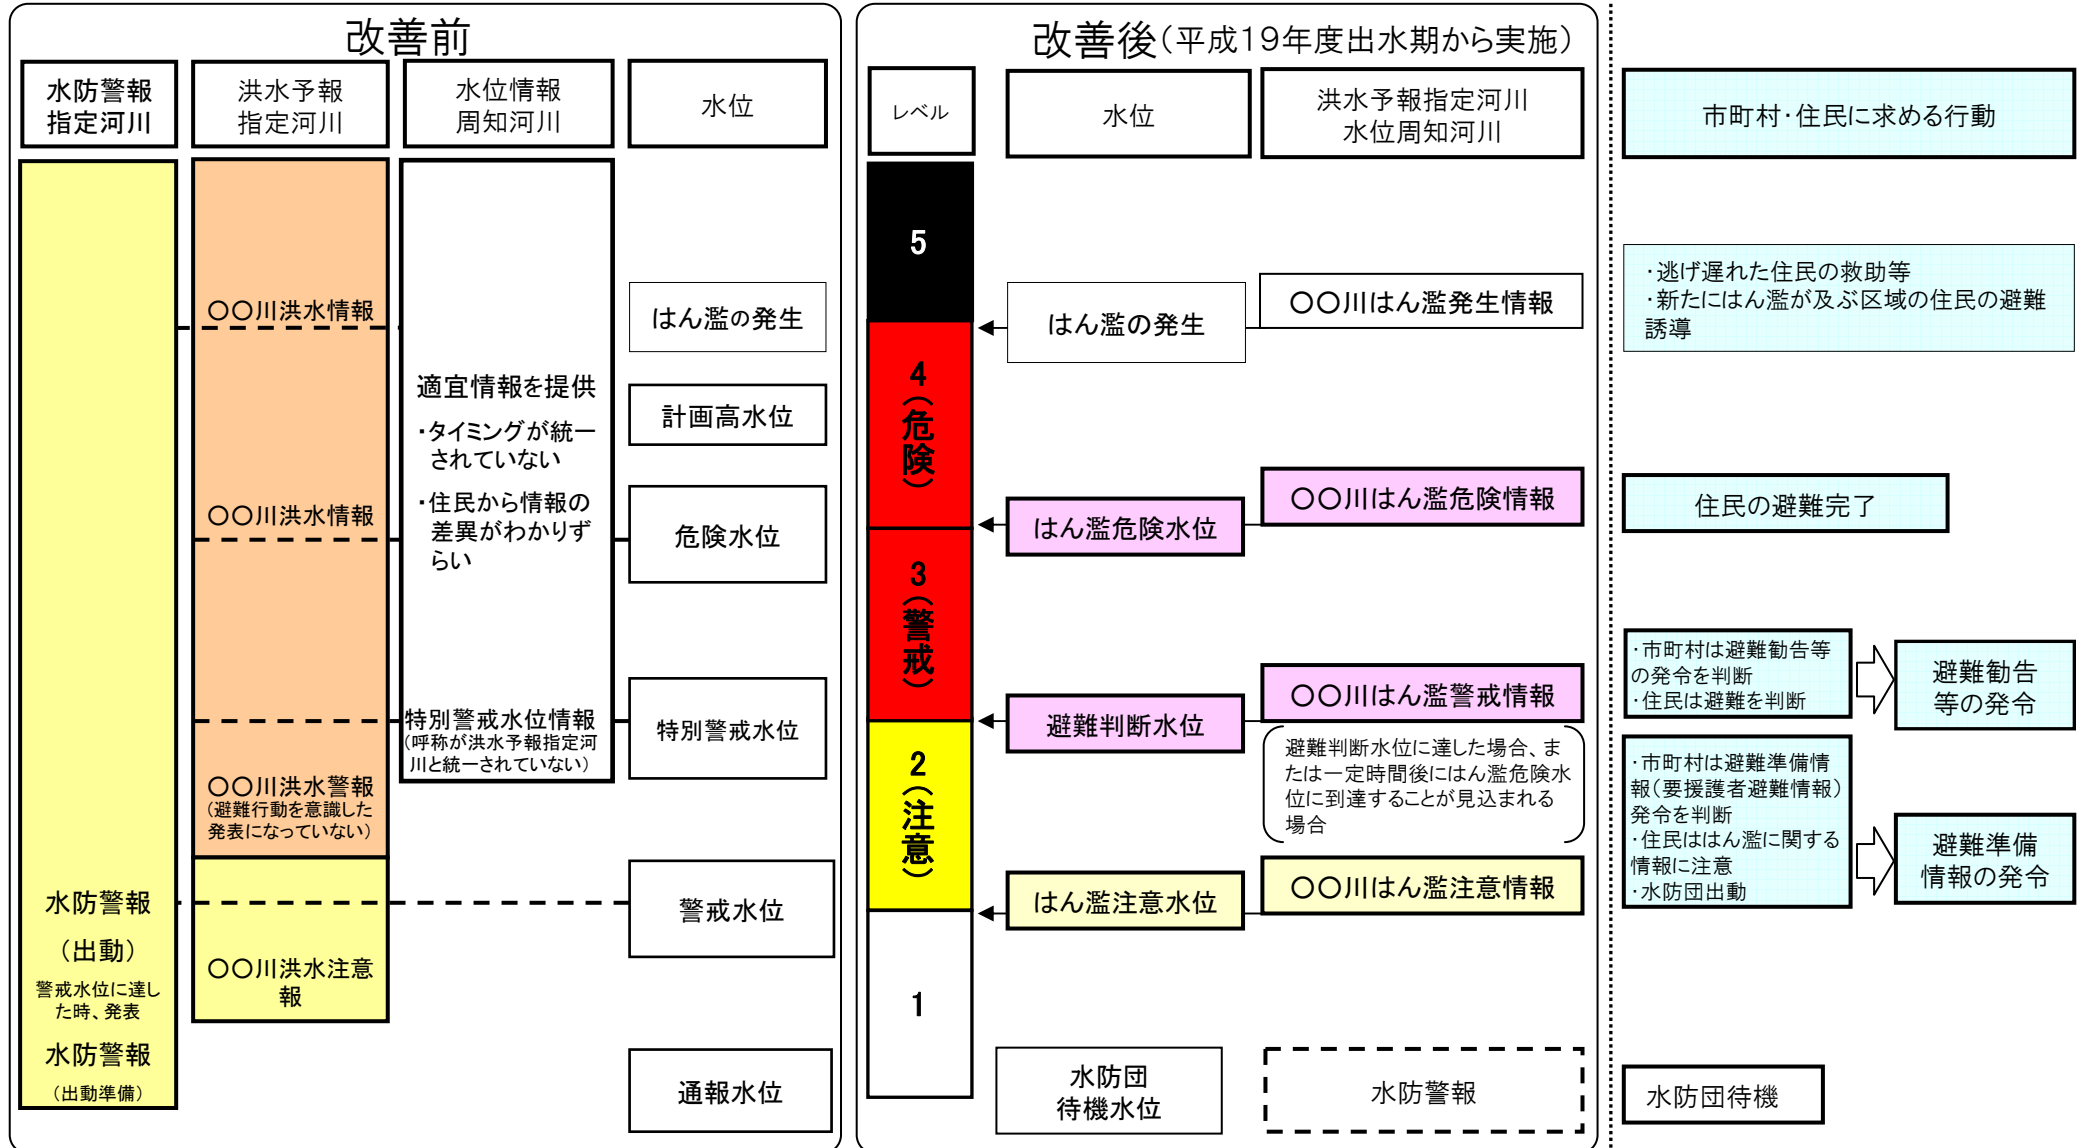 改善前
水防警報
指定河川
洪水予報
指定河川
水位情報
周知河川
水位
〇〇川洪水情報
〇〇川洪水情報
〇〇川洪水警報
(避難行動を意識した
発表になっていない)
〇〇川洪水注意
報
水防警報
(出動)
警戒水位に達し
た時、発表
水防警報
(出動準備)
適宜情報を提供
・タイミングが統一
されていない
・住民から情報の
差異がわかりず
らい
特別警戒水位情報
(呼称が洪水予報指定河
川と統一されていない)
はん濫の発生
計画高水位
危険水位
特別警戒水位
警戒水位
通報水位
改善後(平成19年度出水期から実施)
レベル
水位
洪水予報指定河川
水位周知河川
5
4(危険)
3(警戒)
2(注意)
1
はん濫の発生
はん濫危険水位
避難判断水位
はん濫注意水位
水防団
待機水位
〇〇川はん濫発生情報
〇〇川はん濫危険情報
〇〇川はん濫警戒情報
避難判断水位に達した場合、ま
たは一定時間後にはん濫危険水
位に到達することが見込まれる
場合
〇〇川はん濫注意情報
水防警報
市町村・住民に求める行動
・逃げ遅れた住民の救助等
・新たにはん濫が及ぶ区域の住民の避難
誘導
住民の避難完了
・市町村は避難勧告等
の発令を判断
・住民は避難を判断
避難勧告
等の発令
・市町村は避難準備情
報(要援護者避難情報)
発令を判断
・住民ははん濫に関する
情報に注意
・水防団出動
避難準備
情報の発令
水防団待機